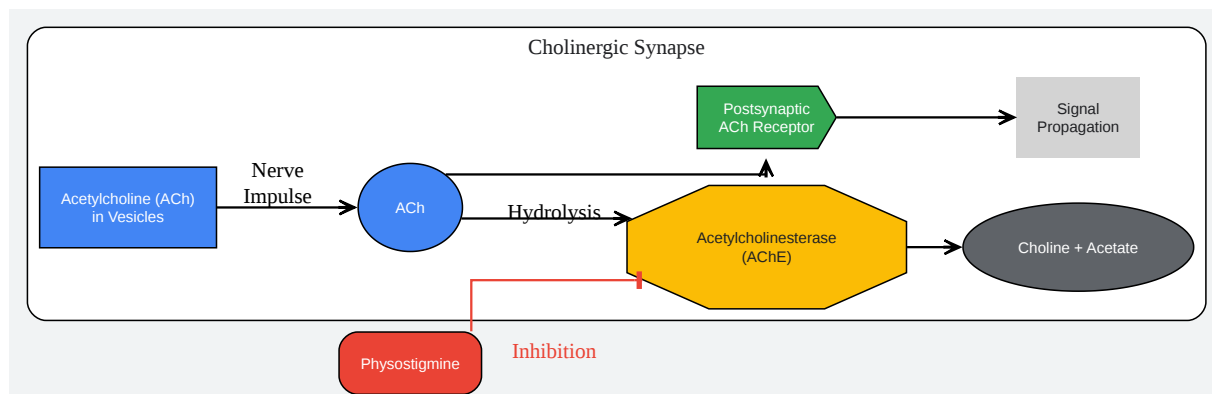 Cholinergic Synapse
Postsynaptic
ACh Receptor
Signal
Propagation
Acetylcholine (ACh)
in Vesicles
Nerve
Impulse
ACh
Hydrolysis
Acetylcholinesterase
(AChE)
Choline + Acetate
Physostigmine
Inhibition